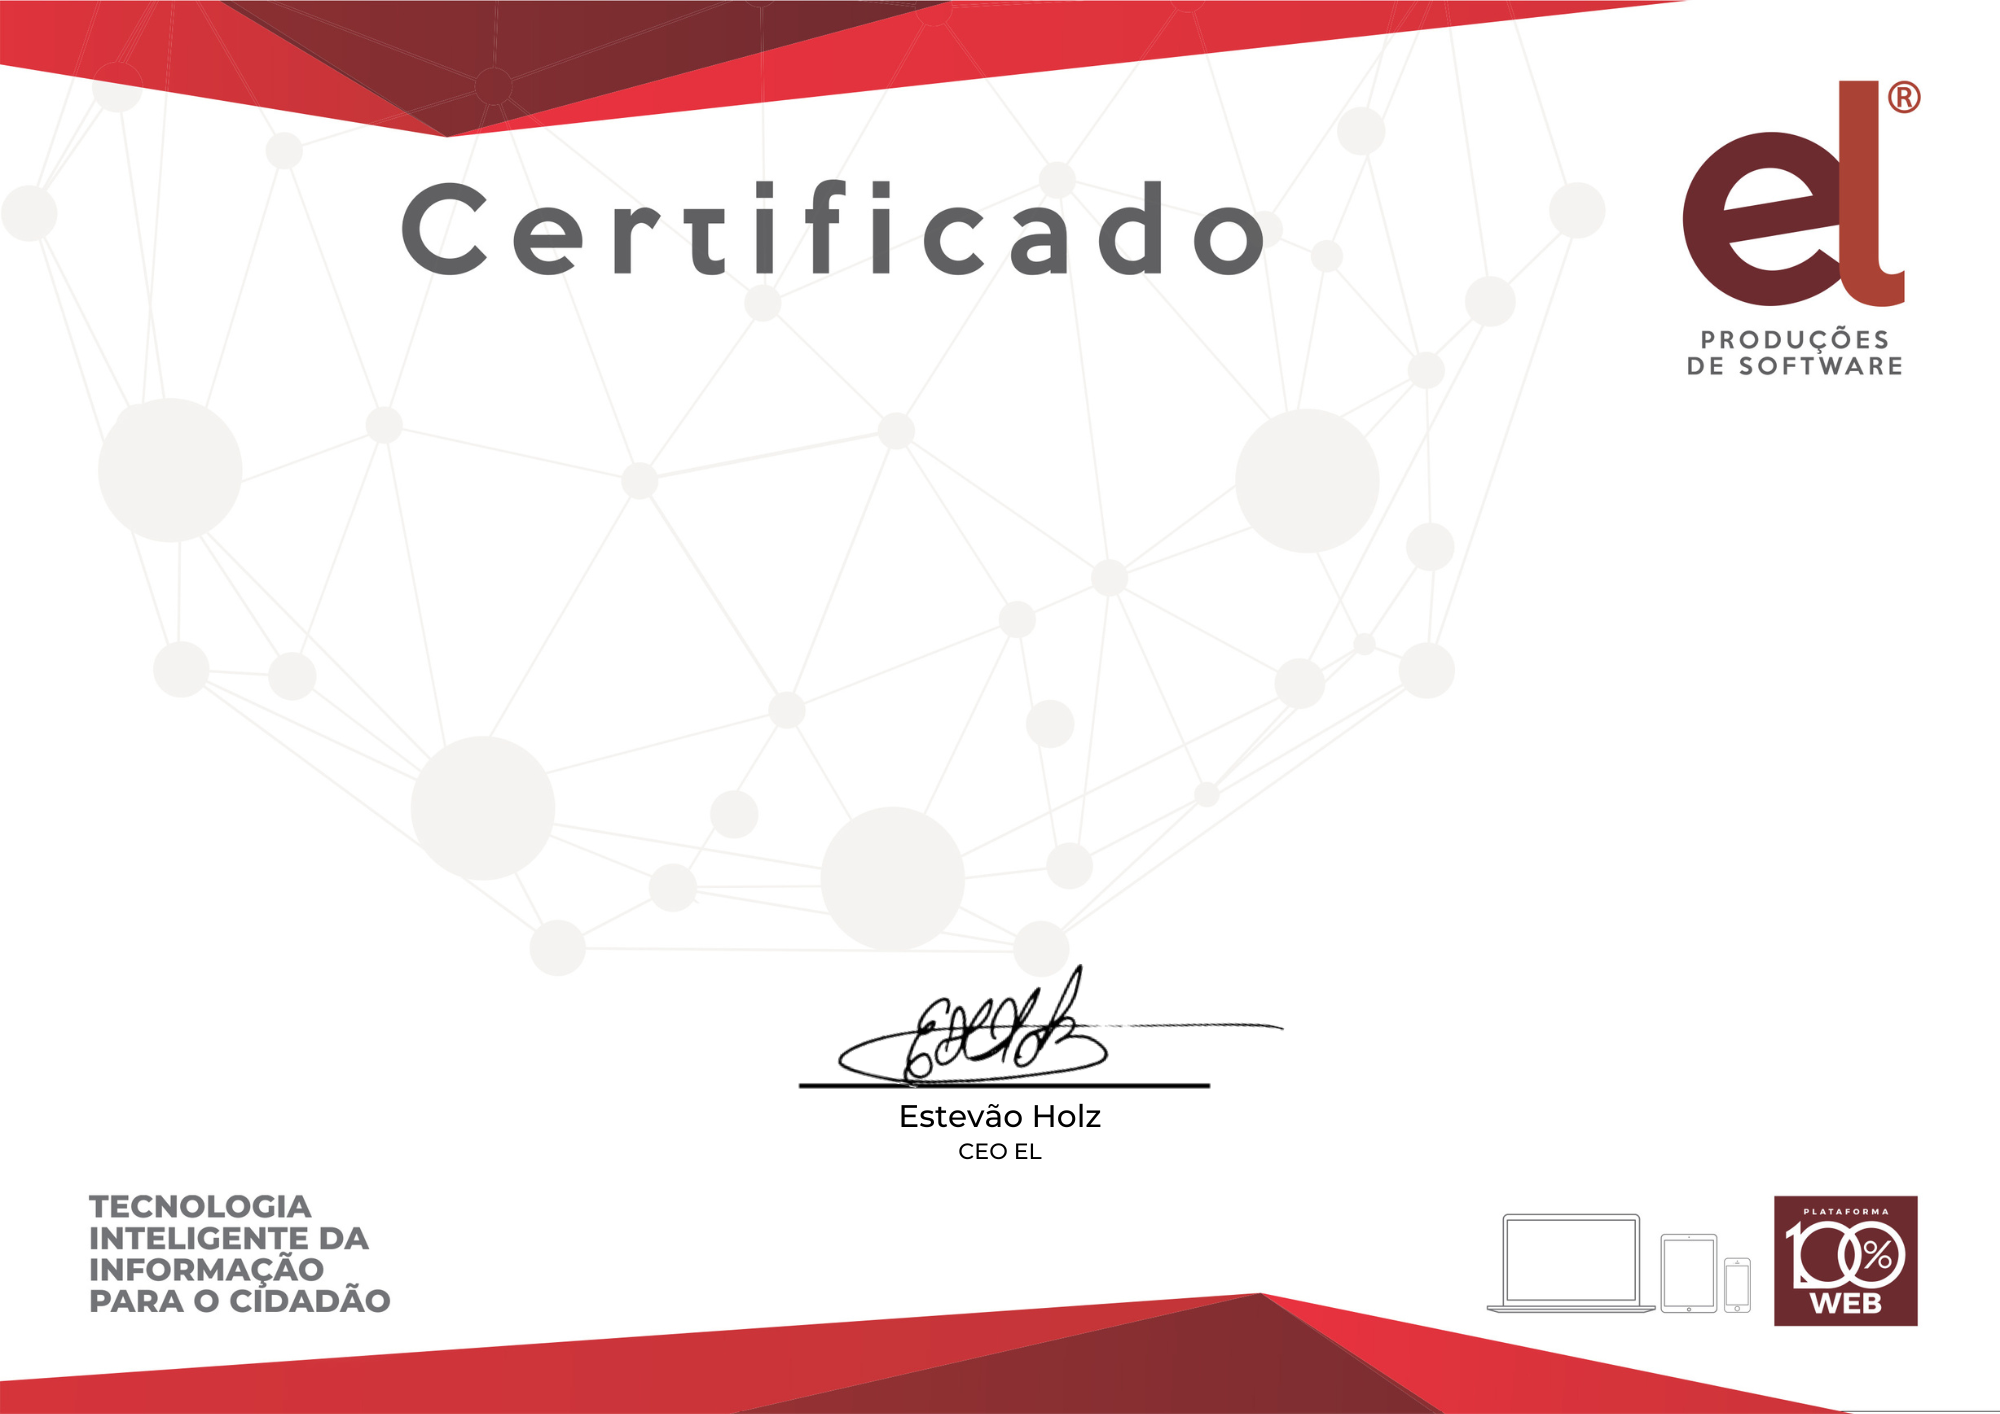 Certificado
el®
PRODUÇÕES
DE SOFTWARE
Estevão Holz
CEO EL
TECNOLOGIA
INTELIGENTE DA
INFORMAÇÃO
PARA O CIDADÃO
PLATAFORMA
100%
WEB